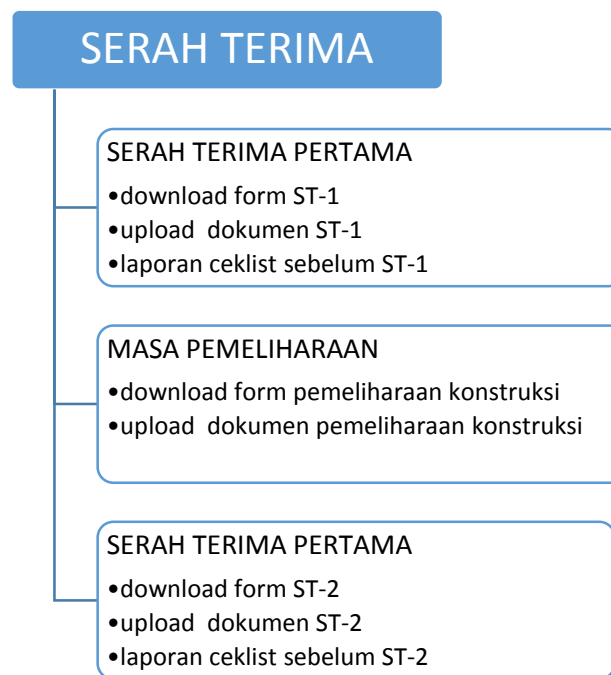 SERAH TERIMA
SERAH TERIMA PERTAMA
•download form ST-1
•upload  dokumen ST-1
•laporan ceklist sebelum ST-1
MASA PEMELIHARAAN
•download form pemeliharaan konstruksi
•upload  dokumen pemeliharaan konstruksi
SERAH TERIMA PERTAMA
•download form ST-2
•upload  dokumen ST-2
•laporan ceklist sebelum ST-2